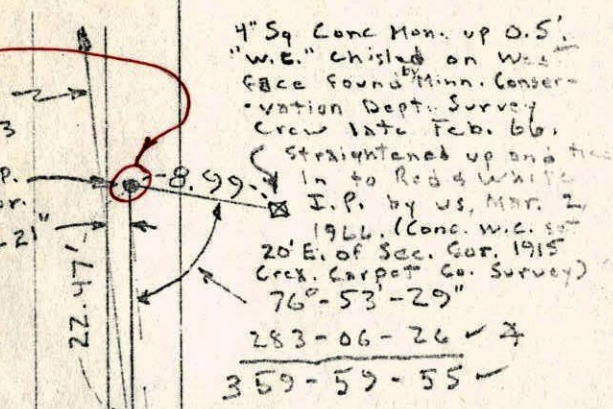 4" Sq Conc Mon. up 0.5'.
"W.C." Chisled on West
face found by Minn. Conser-
vation Dept. Survey
Crew late Feb. 66.
Straightened up and tied
In to Red & White
I.P. by us, Mar. 2,
1966. (Conc. W.C. set
20' E. of Sec. Cor. 1915
Crex. Carpet Co. Survey)
-8.99-
76°-53'-29"
283-06-26
359-59-55
3
P.
or.
21"
22.47'